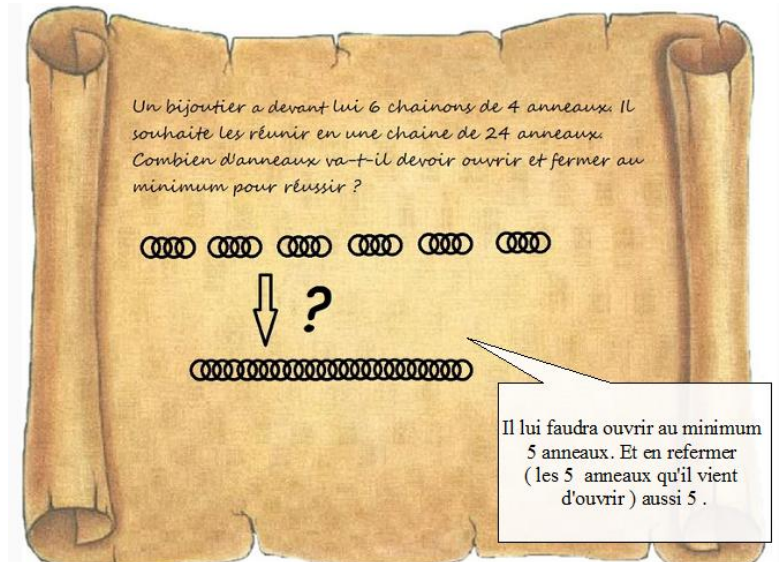 Un bijoutier a devant lui 6 chainons de 4 anneaux. Il
souhaite les réunir en une chaine de 24 anneaux.
Combien d'anneaux va-t-il devoir ouvrir et fermer au
minimum pour réussir ?
?
Il lui faudra ouvrir au minimum
5 anneaux. Et en refermer
( les 5 anneaux qu'il vient
d'ouvrir ) aussi 5 .